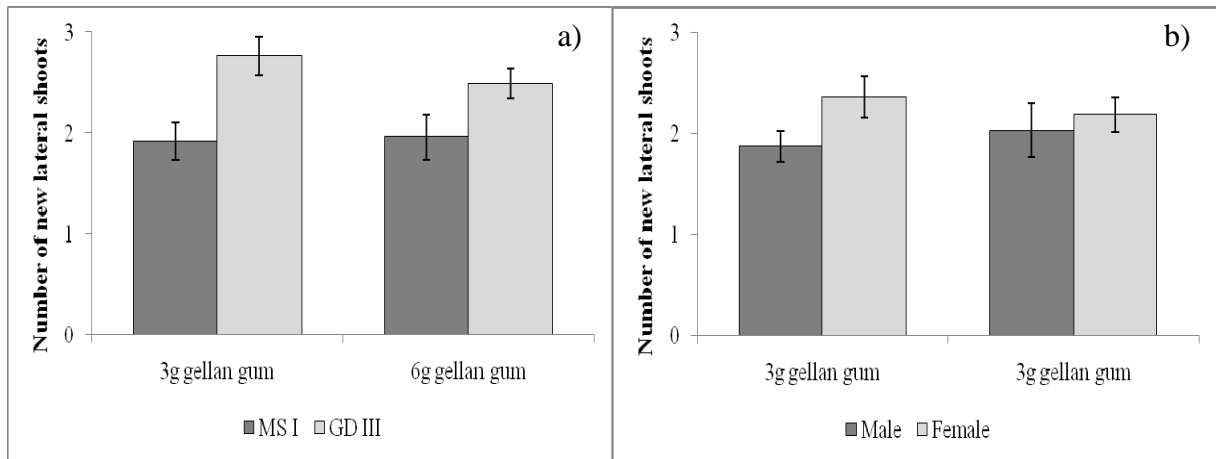 a)
Number of new lateral shoots
3
2
1
0
3g gellan gum 6g gellan gum
MS I GD III
b)
Number of new lateral shoots
3
2
1
0
3g gellan gum 3g gellan gum
Male Female